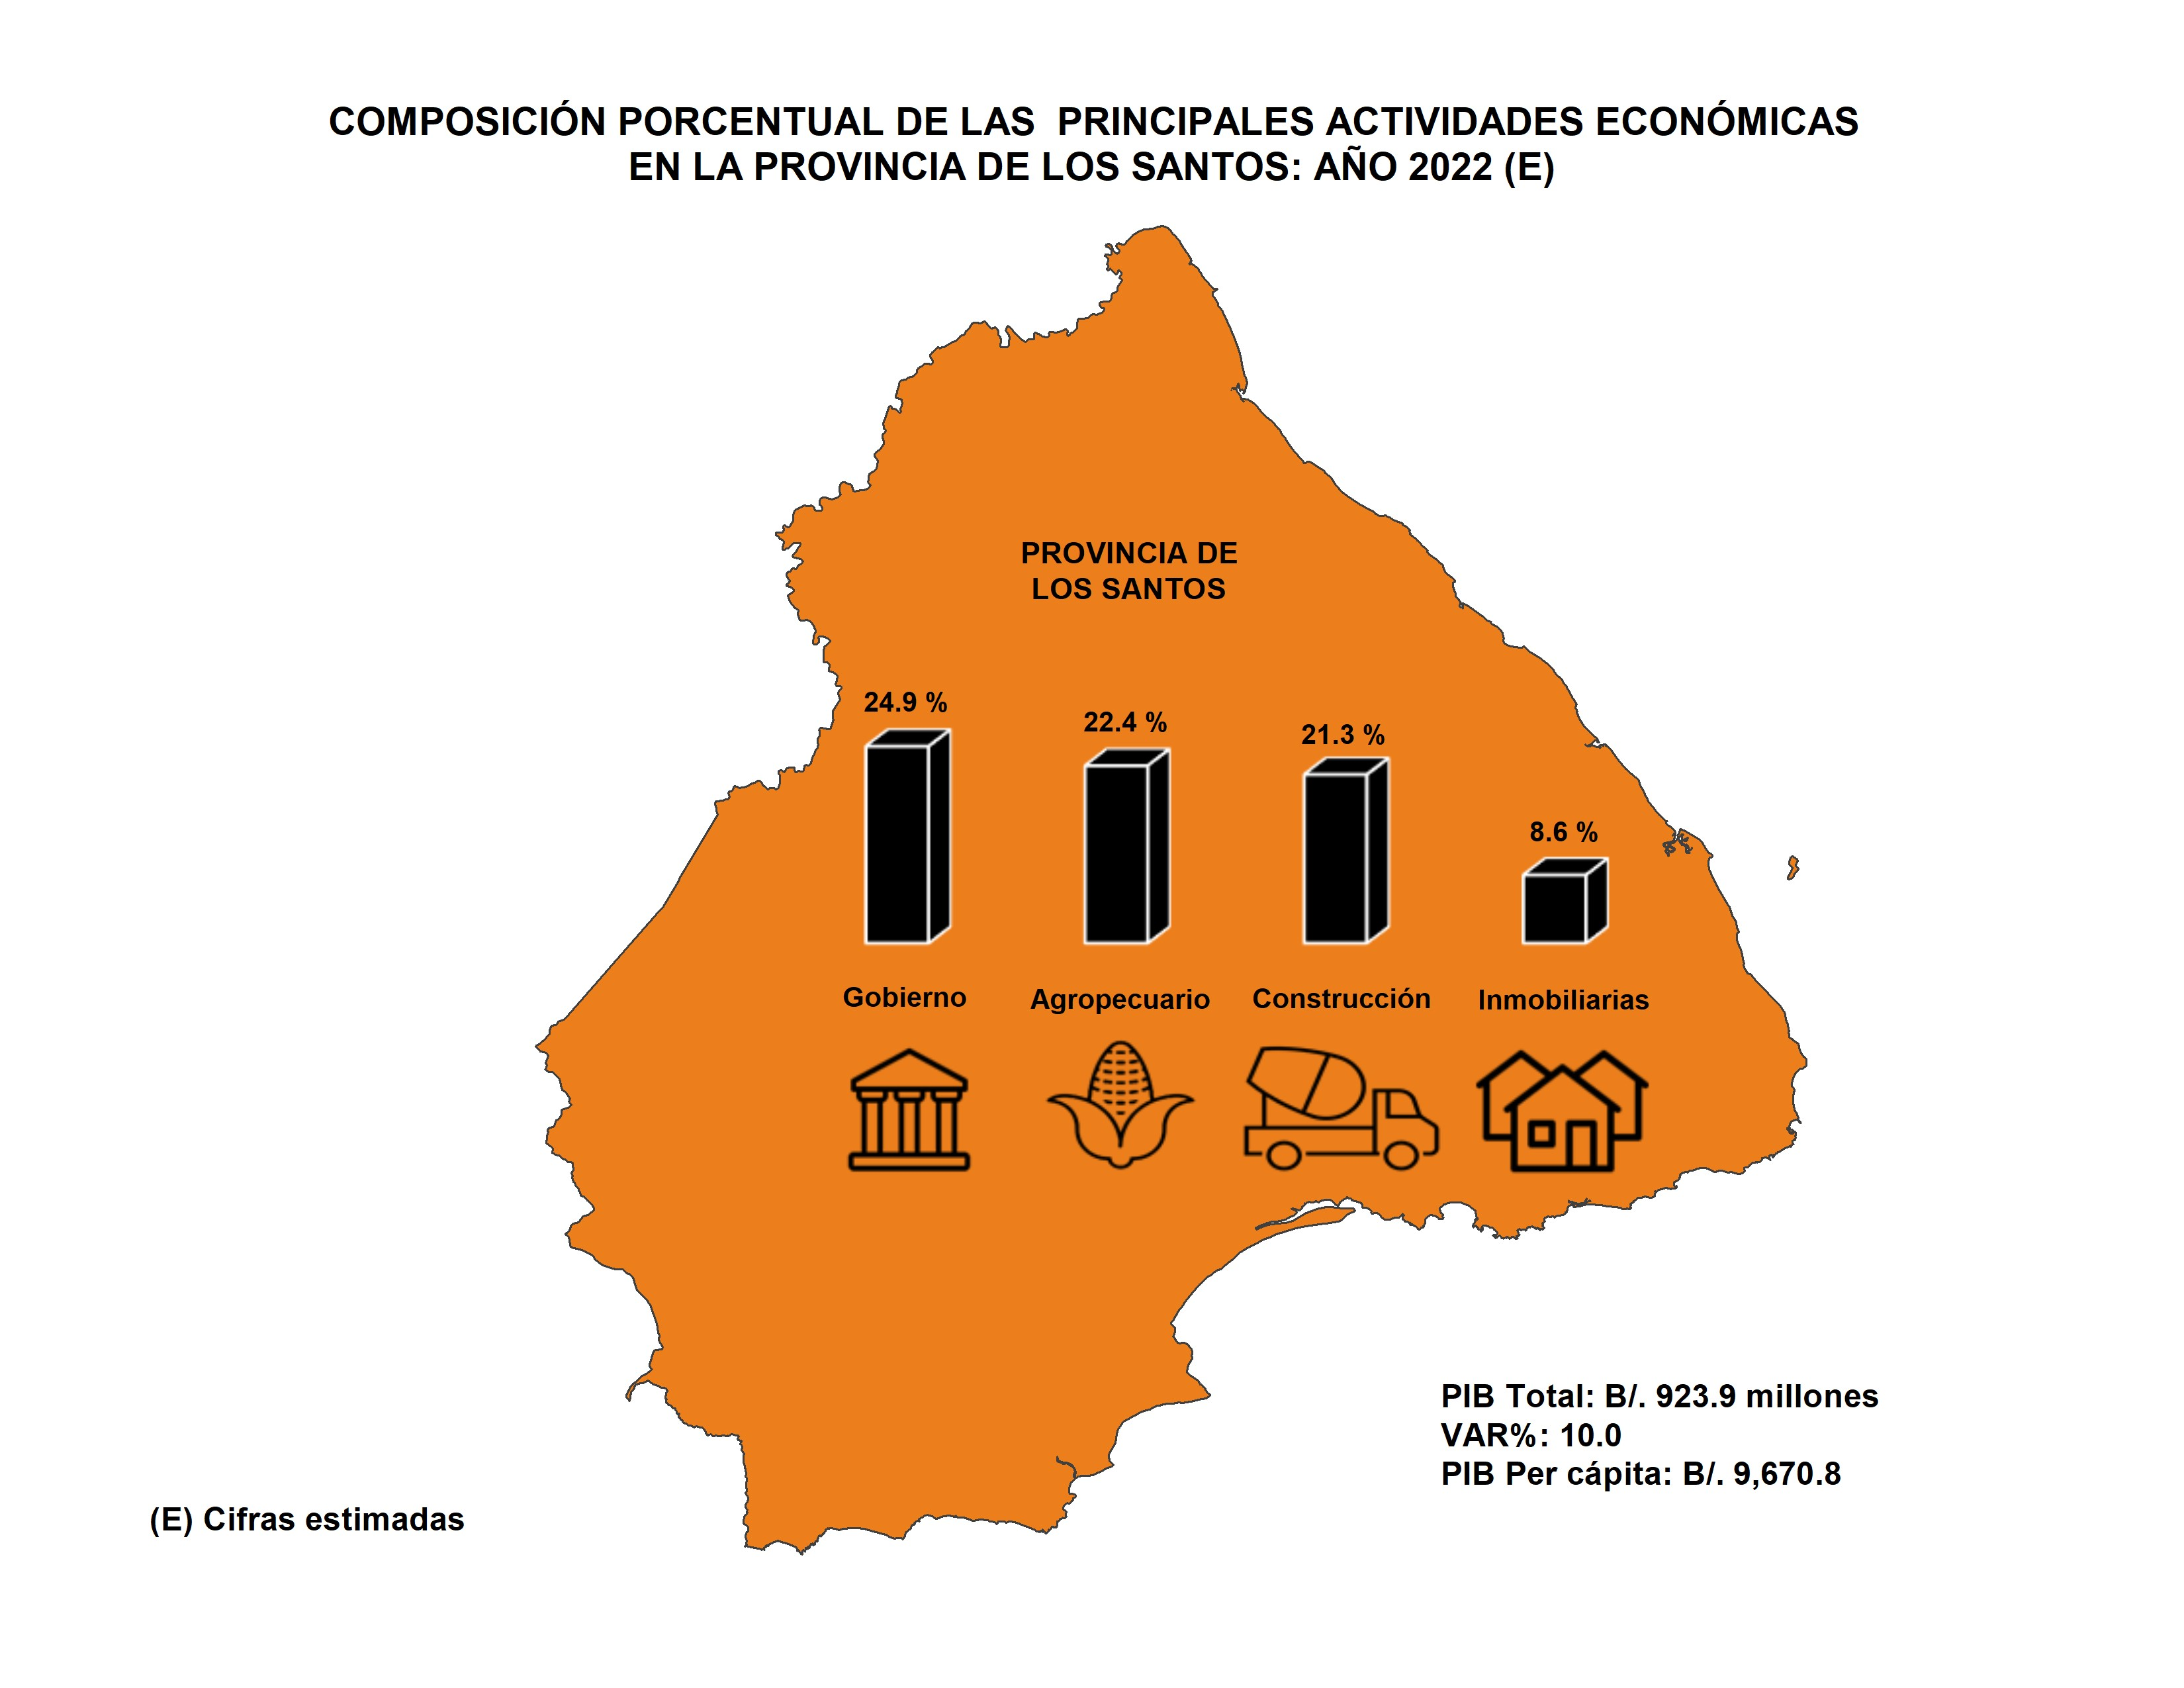 COMPOSICIÓN PORCENTUAL DE LAS  PRINCIPALES ACTIVIDADES ECONÓMICAS
EN LA PROVINCIA DE LOS SANTOS: AÑO 2022 (E)
PROVINCIA DE
LOS SANTOS
24.9 %
22.4 %
21.3 %
8.6 %
Gobierno
Agropecuario
Construcción
Inmobiliarias
PIB Total: B/. 923.9 millones
VAR%: 10.0
PIB Per cápita: B/. 9,670.8
(E) Cifras estimadas